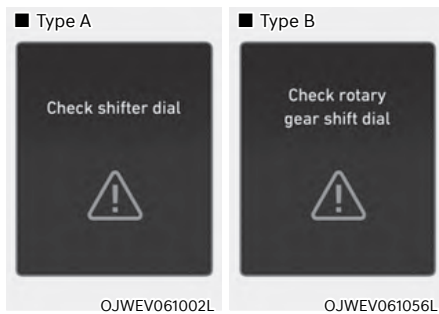 ■ Type A
Check shifter dial
OJWEV061002L
■ Type B
Check rotary
gear shift dial
OJWEV061056L